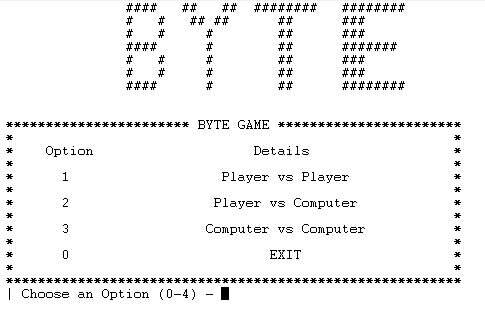 BYTE
*********************** BYTE GAME ***********************
Option Details
1 Player vs Player
2 Player vs Computer
3 Computer vs Computer
0 EXIT
| Choose an Option (0-4) -